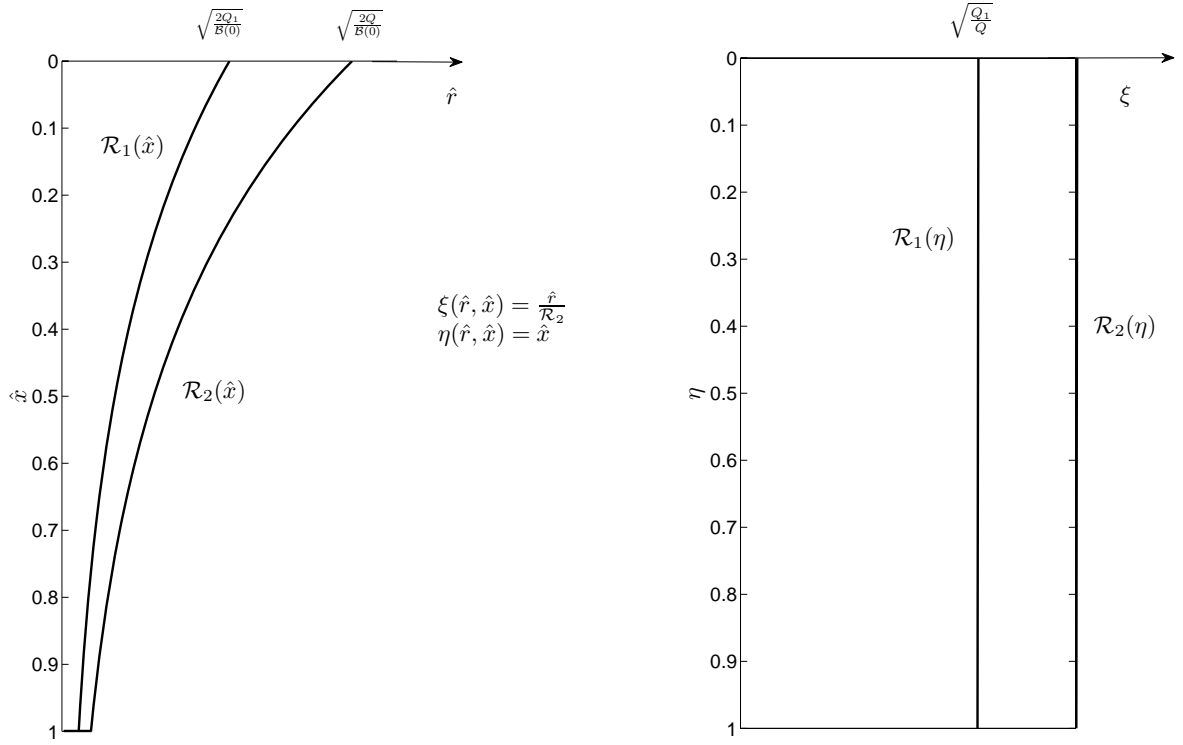 √(2Q₁/ℬ(0))
√(2Q/ℬ(0))
0
r̂
0.1
ℛ₁(x̂)
0.2
0.3
ξ(r̂, x̂) = r̂/ℛ₂
η(r̂, x̂) = x̂
0.4
x̂
0.5
ℛ₂(x̂)
0.6
0.7
0.8
0.9
1
√(Q₁/Q)
0
ξ
0.1
0.2
ℛ₁(η)
0.3
0.4
ℛ₂(η)
η
0.5
0.6
0.7
0.8
0.9
1